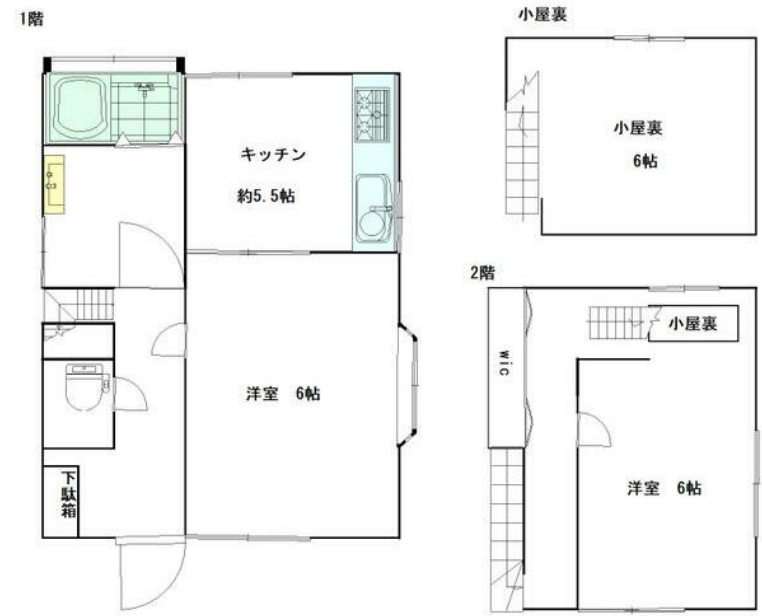 1階
キッチン
約5.5帖
洋室 6帖
下駄箱
小屋裏
小屋裏
6帖
2階
小屋裏
wic
洋室 6帖